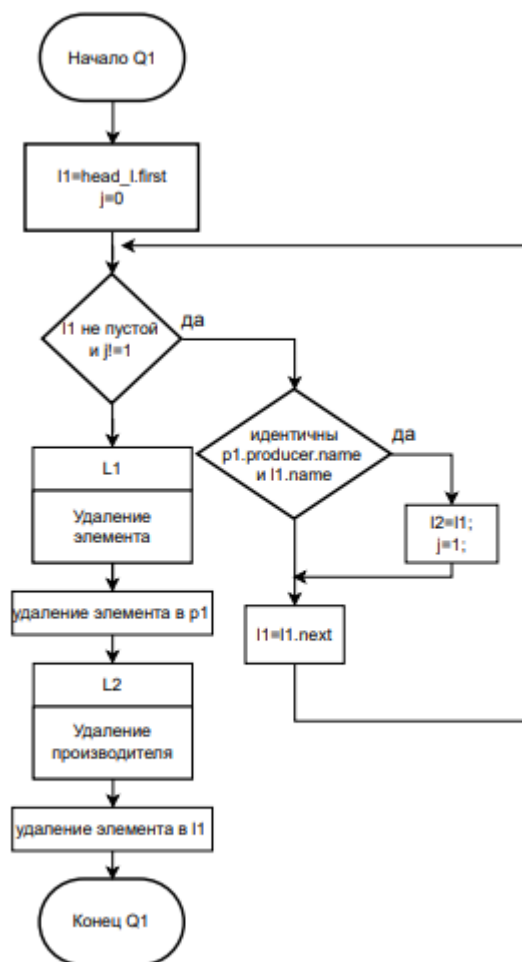 Начало Q1
l1=head_l.first
j=0
l1 не пустой
и j!=1
да
идентичны
p1.producer.name
и l1.name
да
l2=l1;
j=1;
l1=l1.next
L1
Удаление
элемента
удаление элемента в p1
L2
Удаление
производителя
удаление элемента в l1
Конец Q1